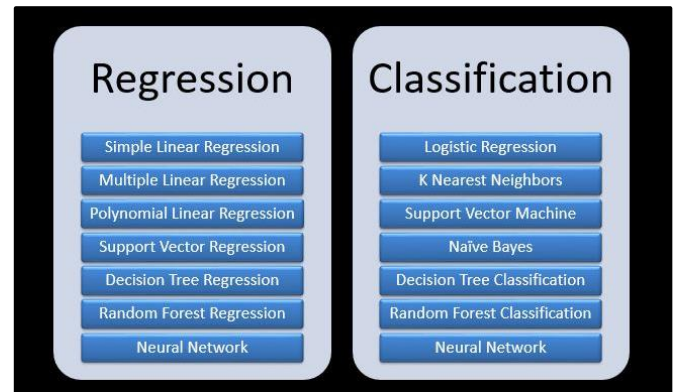 Regression
Simple Linear Regression
Multiple Linear Regression
Polynomial Linear Regression
Support Vector Regression
Decision Tree Regression
Random Forest Regression
Neural Network
Classification
Logistic Regression
K Nearest Neighbors
Support Vector Machine
Naïve Bayes
Decision Tree Classification
Random Forest Classification
Neural Network